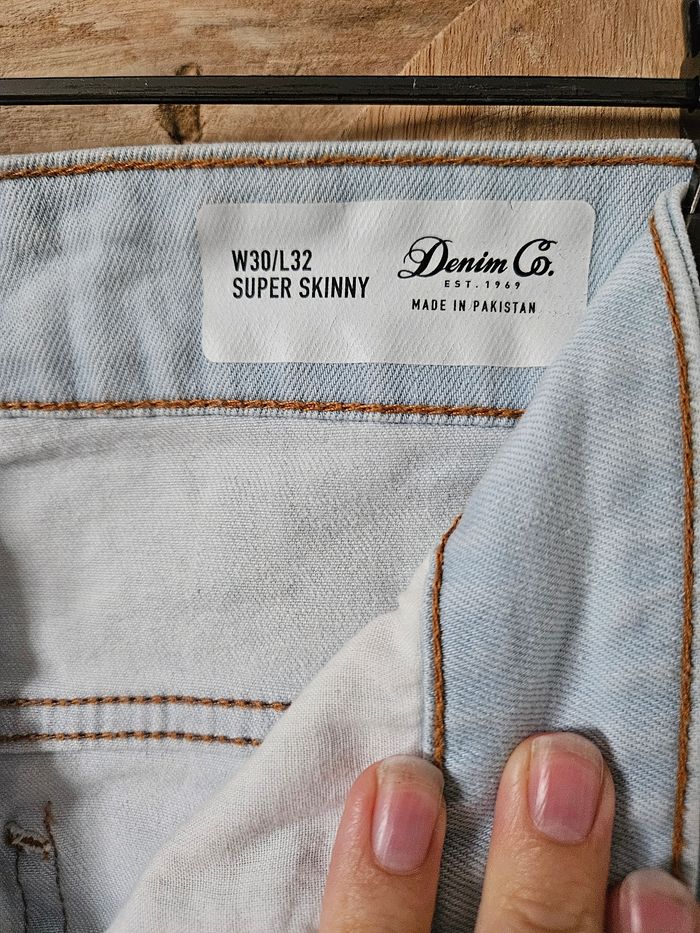 W30/L32
SUPER SKINNY
Denim Co.
EST. 1969
MADE IN PAKISTAN